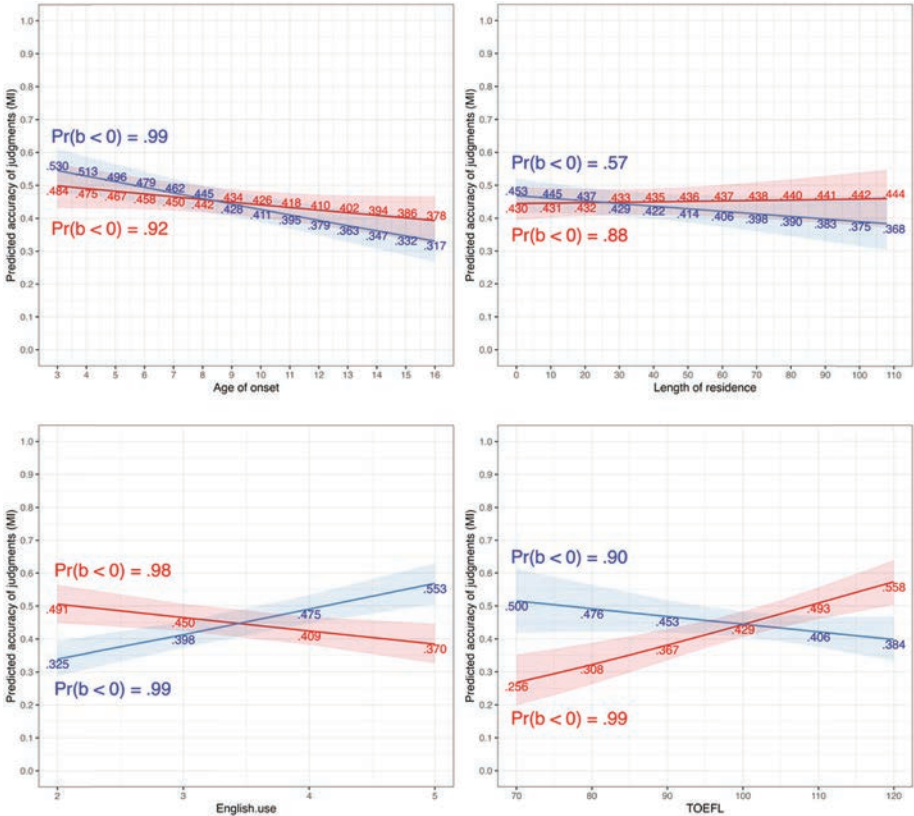 Predicted accuracy of judgments (MI)
1.0
0.9
0.8
0.7
0.6
0.5
0.4
0.3
0.2
0.1
0.0
Pr(b < 0) = .99
.530 .513 .496 .479 .462 .445 .428 .411 .395 .379 .363 .347 .332 .317
.484 .475 .467 .458 .450 .442 .434 .426 .418 .410 .402 .394 .386 .378
Pr(b < 0) = .92
3 4 5 6 7 8 9 10 11 12 13 14 15 16
Age of onset
Predicted accuracy of judgments (MI)
1.0
0.9
0.8
0.7
0.6
0.5
0.4
0.3
0.2
0.1
0.0
Pr(b < 0) = .57
.453 .445 .437 .429 .422 .414 .406 .398 .390 .383 .375 .368
.430 .431 .432 .433 .435 .436 .437 .438 .440 .441 .442 .444
Pr(b < 0) = .88
0 10 20 30 40 50 60 70 80 90 100 110
Length of residence
Predicted accuracy of judgments (MI)
1.0
0.9
0.8
0.7
0.6
0.5
0.4
0.3
0.2
0.1
0.0
Pr(b < 0) = .98
.491 .450 .409 .370
.325 .398 .475 .553
Pr(b < 0) = .99
2 3 4 5
English.use
Predicted accuracy of judgments (MI)
1.0
0.9
0.8
0.7
0.6
0.5
0.4
0.3
0.2
0.1
0.0
Pr(b < 0) = .90
.500 .476 .453 .406 .384
.256 .308 .367 .429 .493 .558
Pr(b < 0) = .99
70 80 90 100 110 120
TOEFL